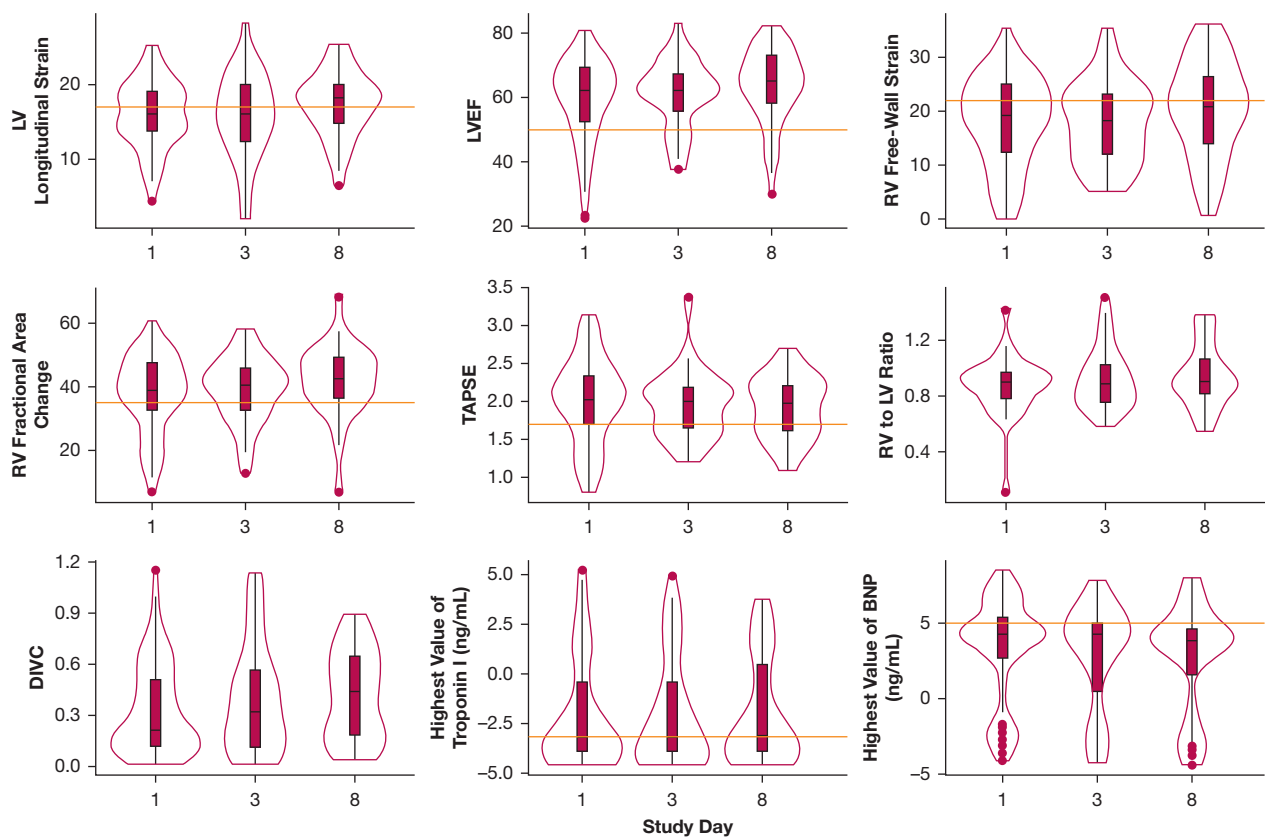 LV
Longitudinal Strain
20
10
1 3 8
LVEF
80
60
40
20
1 3 8
RV Free-Wall Strain
30
20
10
0
1 3 8
RV Fractional Area
Change
60
40
20
1 3 8
TAPSE
3.5
3.0
2.5
2.0
1.5
1.0
1 3 8
RV to LV Ratio
1.2
0.8
0.4
1 3 8
DIVC
1.2
0.9
0.6
0.3
0.0
1 3 8
Highest Value of
Troponin I (ng/mL)
5.0
2.5
–0.0
–2.5
–5.0
1 3 8
Highest Value of BNP
(ng/mL)
5
0
–5
1 3 8
Study Day